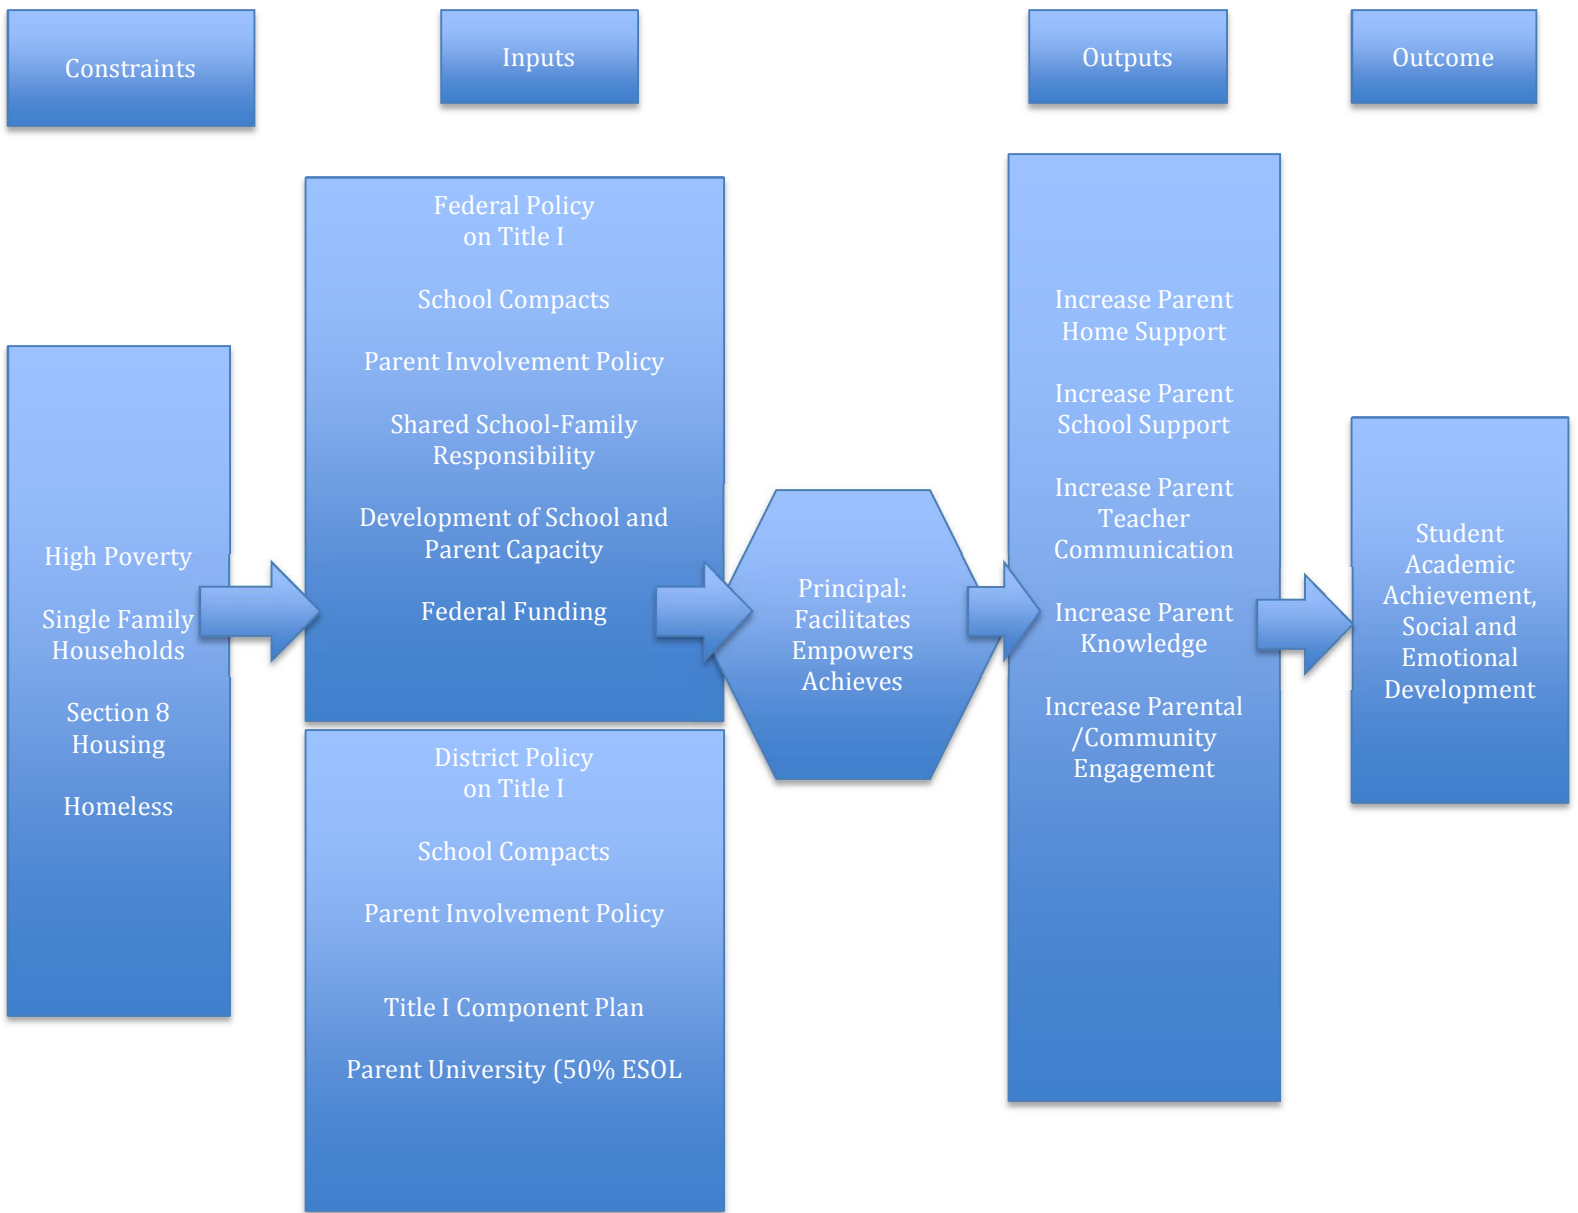 Constraints
Inputs
Outputs
Outcome
High Poverty
Single Family
Households
Section 8
Housing
Homeless
Federal Policy
on Title I
School Compacts
Parent Involvement Policy
Shared School-Family
Responsibility
Development of School and
Parent Capacity
Federal Funding
District Policy
on Title I
School Compacts
Parent Involvement Policy
Title I Component Plan
Parent University (50% ESOL
Principal:
Facilitates
Empowers
Achieves
Increase Parent
Home Support
Increase Parent
School Support
Increase Parent
Teacher
Communication
Increase Parent
Knowledge
Increase Parental
/Community
Engagement
Student
Academic
Achievement,
Social and
Emotional
Development